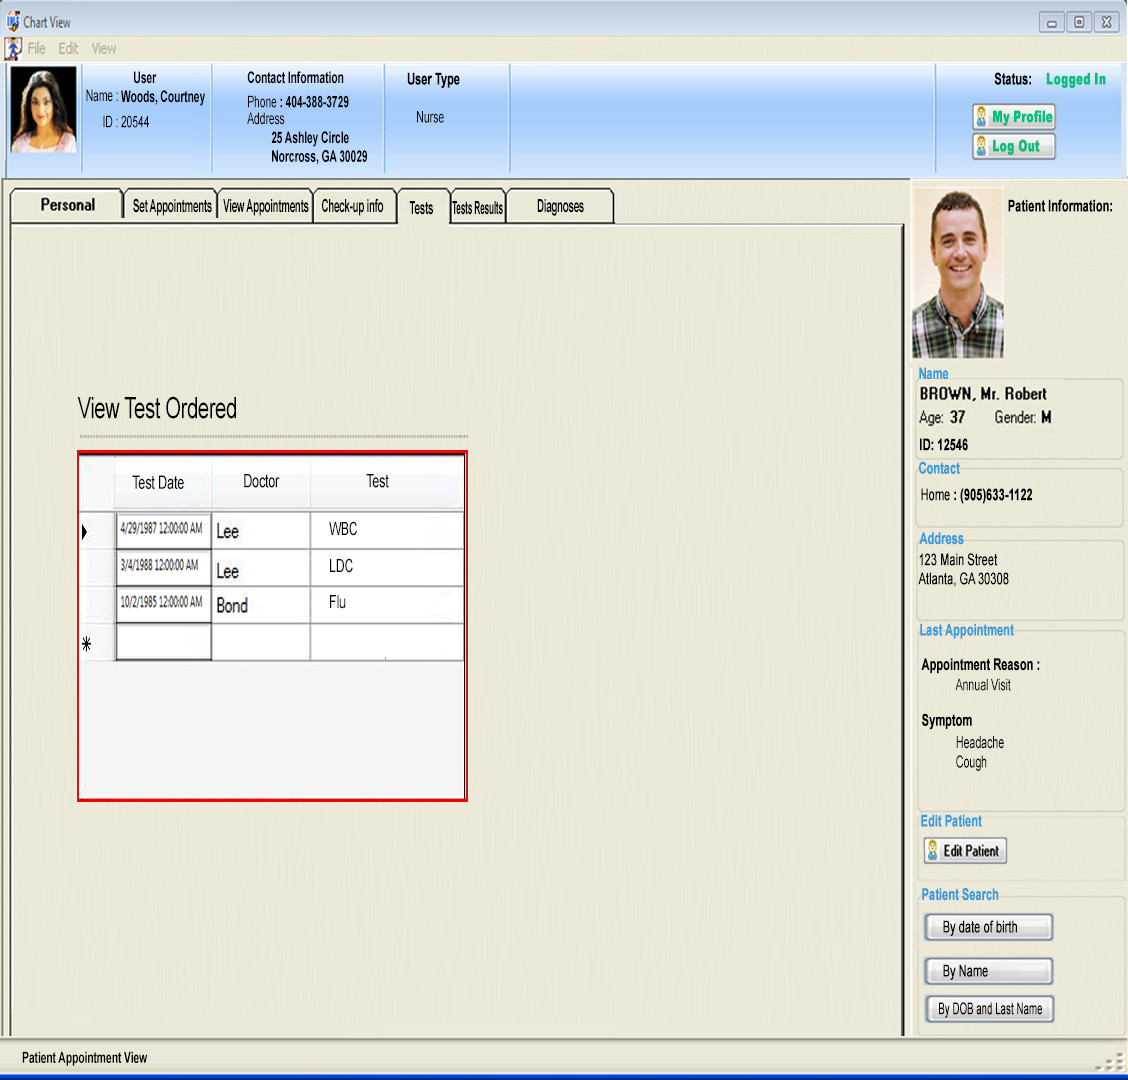 Chart View
File Edit View
User
Name : Woods, Courtney
ID : 20544
Contact Information
Phone : 404-388-3729
Address
25 Ashley Circle
Norcross, GA 30029
User Type
Nurse
Status: Logged In
My Profile
Log Out
Personal Set Appointments View Appointments Check-up info Tests Tests Results Diagnoses
View Test Ordered
Test Date Doctor Test
4/29/1987 12:00:00 AM Lee WBC
3/4/1988 12:00:00 AM Lee LDC
10/2/1985 12:00:00 AM Bond Flu
*
Patient Information:
Name
BROWN, Mr. Robert
Age: 37 Gender: M
ID: 12546
Contact
Home : (905)633-1122
Address
123 Main Street
Atlanta, GA 30308
Last Appointment
Appointment Reason :
Annual Visit
Symptom
Headache
Cough
Edit Patient
Edit Patient
Patient Search
By date of birth
By Name
By DOB and Last Name
Patient Appointment View